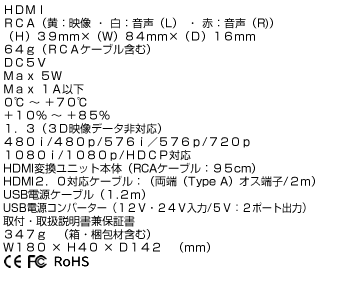 ＨＤＭＩ
ＲＣＡ（黄：映像 ・ 白：音声（Ｌ） ・ 赤：音声（Ｒ））
（Ｈ）３９mm×（Ｗ）８４mm×（Ｄ）１６mm
６４ｇ（ＲＣＡケーブル含む）
ＤＣ５Ｖ
Ｍａｘ ５Ｗ
Ｍａｘ １Ａ以下
０℃ ～ ＋７０℃
＋１０％ ～ ＋８５％
１．３（３Ｄ映像データ非対応）
４８０ｉ/４８０ｐ/５７６ｉ／５７６ｐ/７２０ｐ
１０８０ｉ/１０８０ｐ/ＨＤＣＰ対応
HDMI変換ユニット本体（RCAケーブル：９５cm）
HDMI２．０対応ケーブル：（両端（Type A）オス端子/２ｍ）
USB電源ケーブル（１.２ｍ）
USB電源コンバーター（１２Ｖ・２４Ｖ入力/５Ｖ：２ポート出力）
取付・取扱説明書兼保証書
３４７ｇ （箱・梱包材含む）
Ｗ１８０ × Ｈ４０ × Ｄ１４２ （mm）
CE FC RoHS